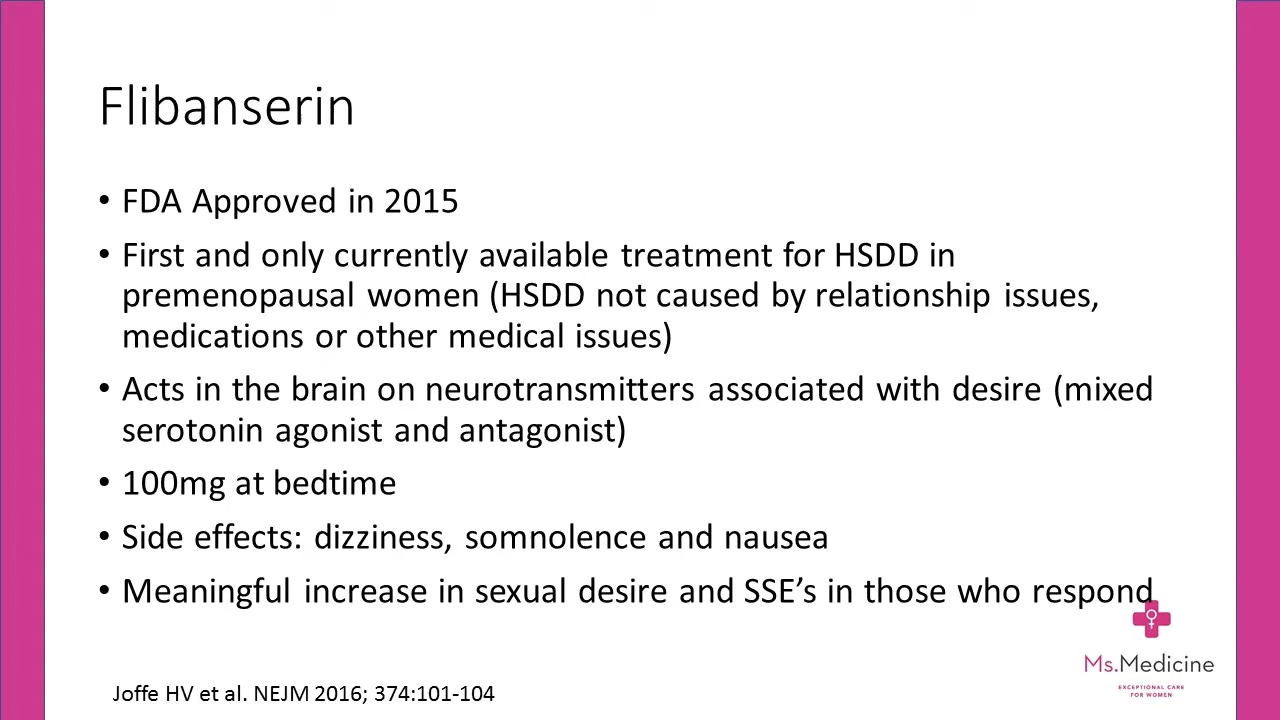 Flibanserin
• FDA Approved in 2015
• First and only currently available treatment for HSDD in
premenopausal women (HSDD not caused by relationship issues,
medications or other medical issues)
• Acts in the brain on neurotransmitters associated with desire (mixed
serotonin agonist and antagonist)
• 100mg at bedtime
• Side effects: dizziness, somnolence and nausea
• Meaningful increase in sexual desire and SSE’s in those who respond
Ms.Medicine
EXCEPTIONAL CARE
FOR WOMEN
Joffe HV et al. NEJM 2016; 374:101-104